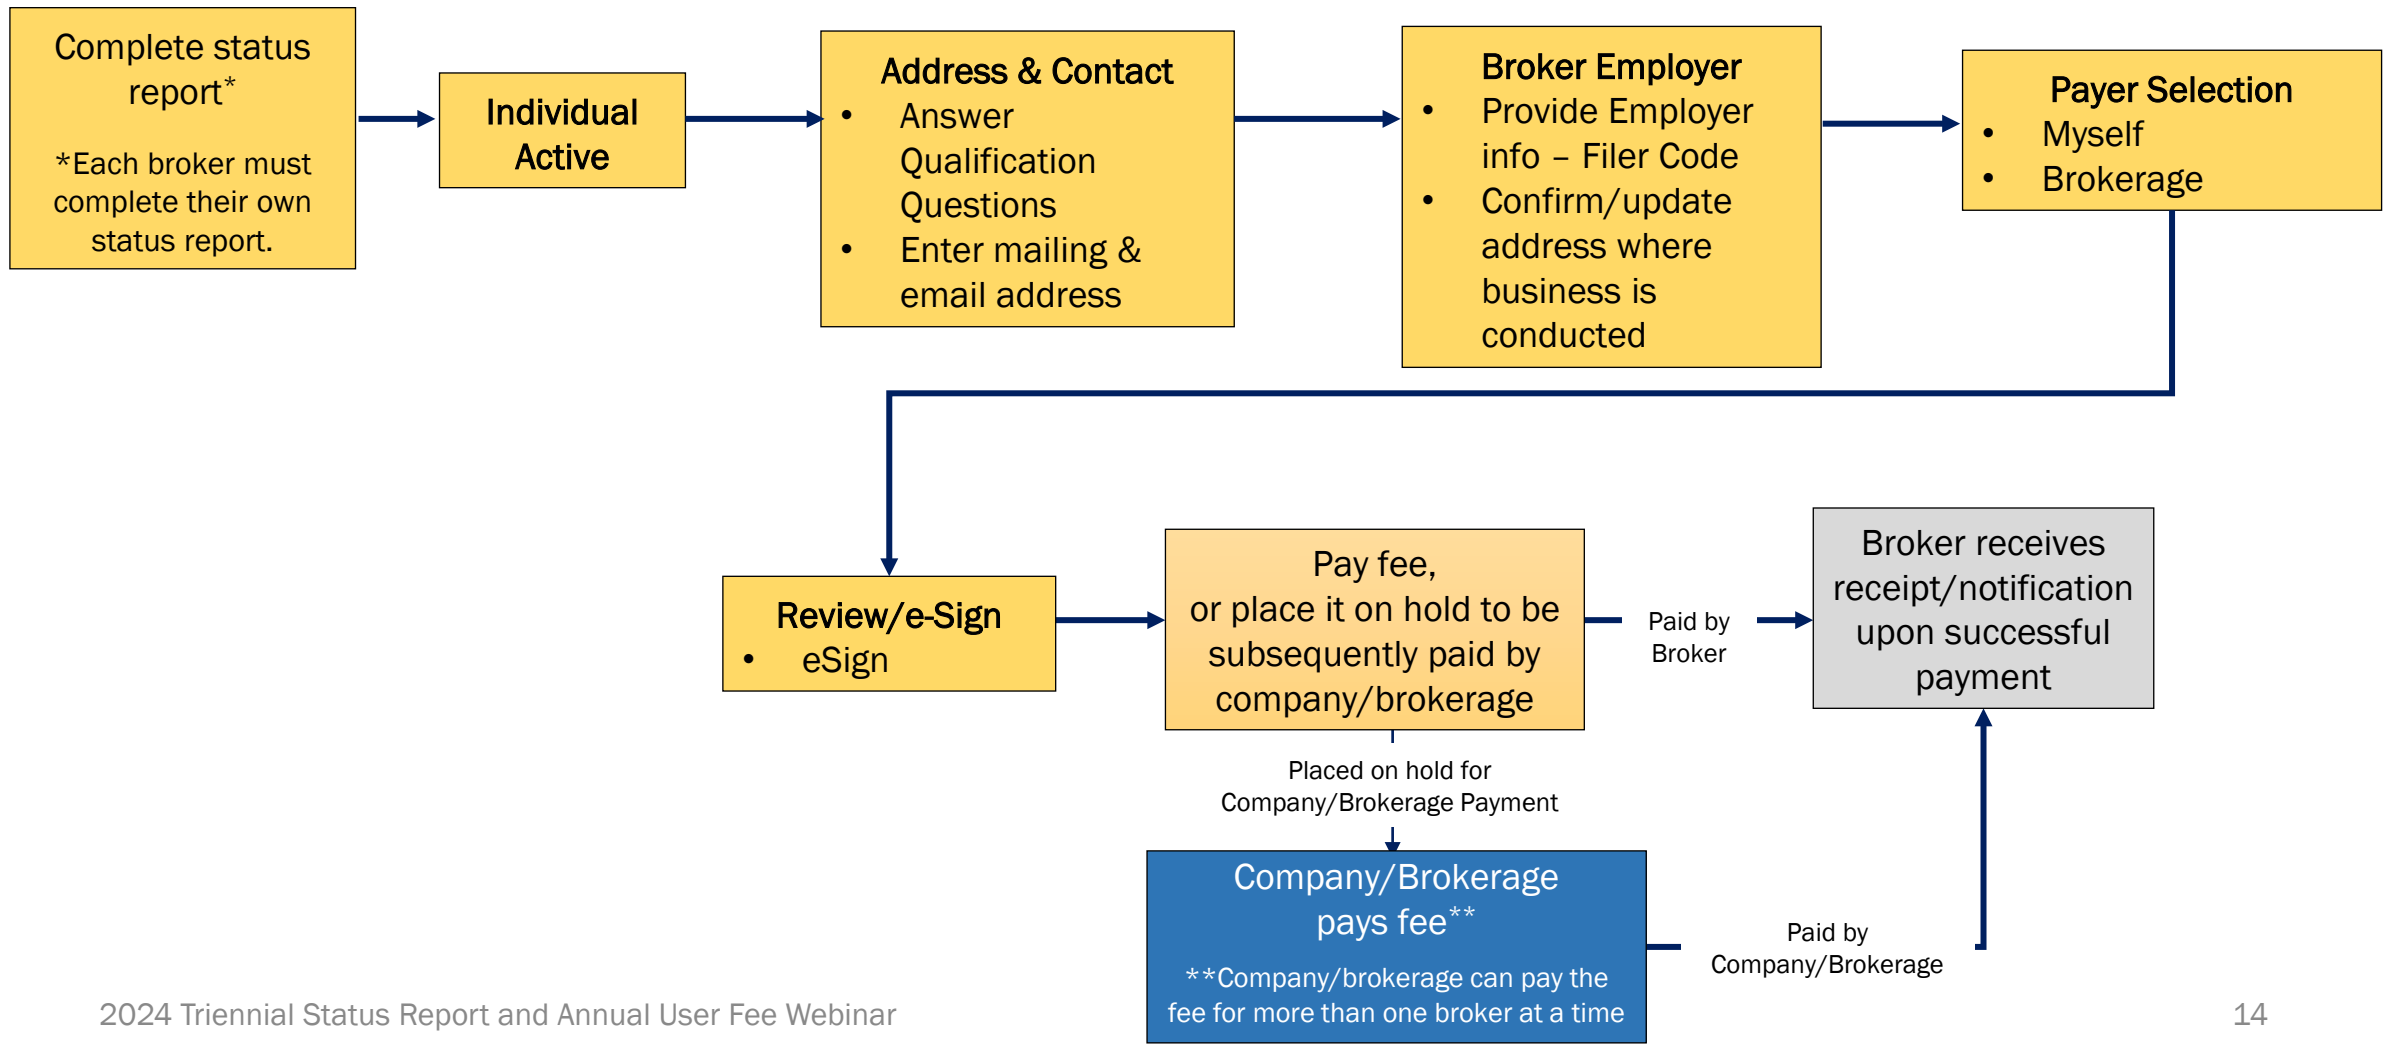 Complete status
report*
*Each broker must
complete their own
status report.
Individual
Active
Address & Contact
• Answer
Qualification
Questions
• Enter mailing &
email address
Broker Employer
• Provide Employer
info – Filer Code
• Confirm/update
address where
business is
conducted
Payer Selection
• Myself
• Brokerage
Review/e-Sign
• eSign
Pay fee,
or place it on hold to be
subsequently paid by
company/brokerage
Paid by
Broker
Broker receives
receipt/notification
upon successful
payment
Placed on hold for
Company/Brokerage Payment
Company/Brokerage
pays fee**
**Company/brokerage can pay the
fee for more than one broker at a time
Paid by
Company/Brokerage
2024 Triennial Status Report and Annual User Fee Webinar
14